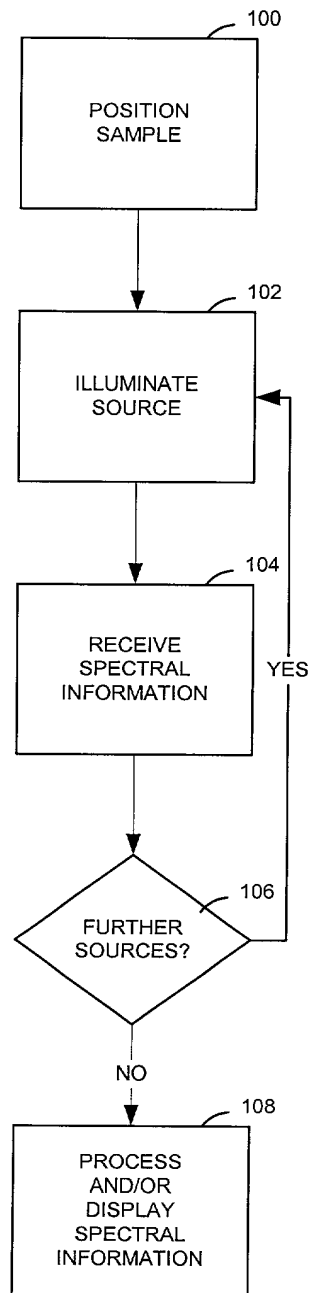 100
POSITION
SAMPLE
102
ILLUMINATE
SOURCE
104
RECEIVE
SPECTRAL
INFORMATION
YES
106
FURTHER
SOURCES?
NO
108
PROCESS
AND/OR
DISPLAY
SPECTRAL
INFORMATION